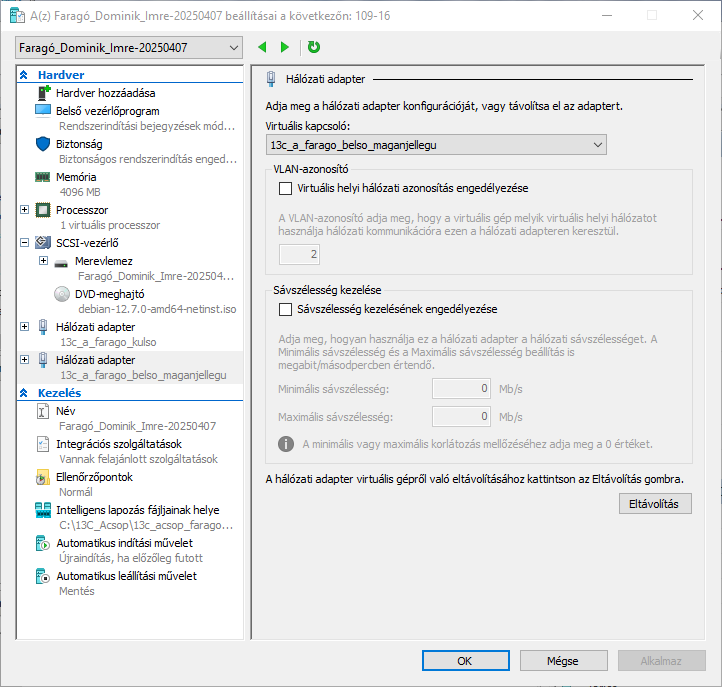 A(z) Faragó_Dominik_Imre-20250407 beállításai a következőn: 109-16
Faragó_Dominik_Imre-20250407
Hardver
Hardver hozzáadása
Belső vezérlőprogram
Rendszerindítási bejegyzések mód...
Biztonság
Biztonságos rendszerindítás enged...
Memória
4096 MB
Processzor
1 virtuális processzor
SCSI-vezérlő
Merevlemez
Faragó_Dominik_Imre-202504...
DVD-meghajtó
debian-12.7.0-amd64-netinst.iso
Hálózati adapter
13c_a_farago_kulso
Hálózati adapter
13c_a_farago_belso_maganjellegu
Kezelés
Név
Faragó_Dominik_Imre-20250407
Integrációs szolgáltatások
Vannak felajánlott szolgáltatások
Ellenőrzőpontok
Normál
Intelligens lapozás fájljainak helye
C:\13C_Acsop\13c_acsop_farago...
Automatikus indítási művelet
Újraindítás, ha előzőleg futott
Automatikus leállítási művelet
Mentés
Hálózati adapter
Adja meg a hálózati adapter konfigurációját, vagy távolítsa el az adaptert.
Virtuális kapcsoló:
13c_a_farago_belso_maganjellegu
VLAN-azonosító
Virtuális helyi hálózati azonosítás engedélyezése
A VLAN-azonosító adja meg, hogy a virtuális gép melyik virtuális helyi hálózatot
használja hálózati kommunikációra ezen a hálózati adapteren keresztül.
2
Sávszélesség kezelése
Sávszélesség kezelésének engedélyezése
Adja meg, hogyan használja ez a hálózati adapter a hálózati sávszélességet. A
Minimális sávszélesség és a Maximális sávszélesség beállítás is
megabit/másodpercben értendő.
Minimális sávszélesség: 0 Mb/s
Maximális sávszélesség: 0 Mb/s
A minimális vagy maximális korlátozás mellőzéséhez adja meg a 0 értéket.
A hálózati adapter virtuális gépről való eltávolításához kattintson az Eltávolítás gombra.
Eltávolítás
OK
Mégse
Alkalmaz